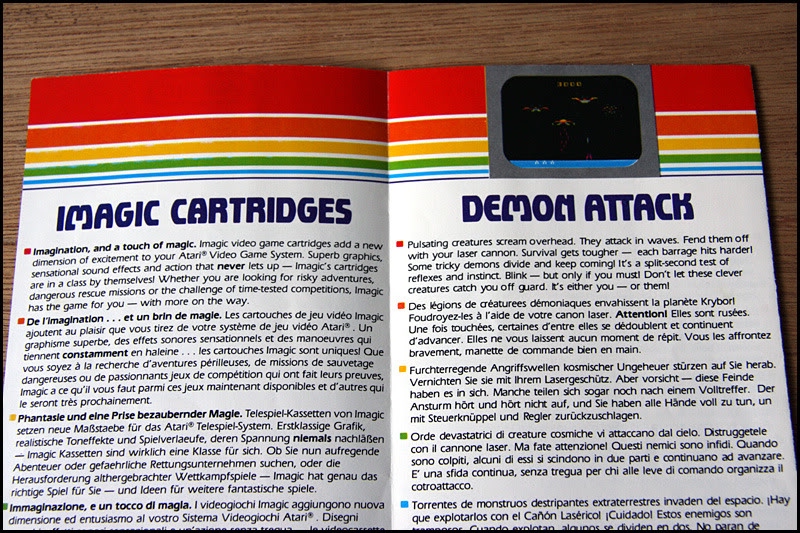 IMAGIC CARTRIDGES
Imagination, and a touch of magic. Imagic video game cartridges add a new
dimension of excitement to your Atari® Video Game System. Superb graphics,
sensational sound effects and action that never lets up — Imagic's cartridges
are in a class by themselves! Whether you are looking for risky adventures,
dangerous rescue missions or the challenge of time-tested competitions, Imagic
has the game for you — with more on the way.
De l'imagination . . . et un brin de magie. Les cartouches de jeu vidéo Imagic
ajoutent au plaisir que vous tirez de votre système de jeu vidéo Atari®. Un
graphisme superbe, des effets sonores sensationnels et des manoeuvres qui
tiennent constamment en haleine . . . les cartouches Imagic sont uniques! Que
vous soyez à la recherche d'aventures périlleuses, de missions de sauvetage
dangereuses ou de passionnants jeux de compétition qui ont fait leurs preuves,
Imagic a ce qu'il vous faut parmi ces jeux maintenant disponibles et d'autres qui
le seront très prochainement.
Phantasie und eine Prise bezaubernder Magie. Telespiel-Kassetten von Imagic
setzen neue Maßstaebe für das Atari® Telespiel-System. Erstklassige Grafik,
realistische Toneffekte und Spielverlaeufe, deren Spannung niemals nachläßen
— Imagic Kassetten sind wirklich eine Klasse für sich. Ob Sie nun aufregende
Abenteuer oder gefaehrliche Rettungsunternehmen suchen, oder die
Herausforderung althergebrachter Wettkampfspiele — Imagic hat genau das
richtige Spiel für Sie — und Ideen für weitere fantastische spiele.
Immaginazione, e un tocco di magia. I videogiochi Imagic aggiungono nuova
dimensione ed entusiasmo al vostro Sistema Videogiochi Atari®. Disegni
3000
DEMON ATTACK
Pulsating creatures scream overhead. They attack in waves. Fend them off
with your laser cannon. Survival gets tougher — each barrage hits harder!
Some tricky demons divide and keep coming! It's a split-second test of
reflexes and instinct. Blink — but only if you must! Don't let these clever
creatures catch you off guard. It's either you — or them!
Des légions de créaturees démoniaques envahissent la planète Krybor!
Foudroyez-les à l'aide de votre canon laser. Attention! Elles sont rusées.
Une fois touchées, certaines d'entre elles se dédoublent et continuent
d'avancer. Elles ne vous laissent aucun moment de répit. Vous les affrontez
bravement, manette de commande bien en main.
Furchterregende Angriffswellen kosmischer Ungeheuer stürzen auf Sie herab.
Vernichten Sie sie mit Ihrem Lasergeschütz. Aber vorsicht — diese Feinde
haben es in sich. Manche teilen sich sogar noch nach einem Volltreffer. Der
Ansturm hört und hört nicht auf, und Sie haben alle Hände voll zu tun, un
mit Steuerknüppel und Regler zurückzuschlagen.
Orde devastatrici di creature cosmiche vi attaccano dal cielo. Distruggetele
con il cannone laser. Ma fate attenzione! Questi nemici sono infidi. Quando
sono colpiti, alcuni di essi si scindono in due parti e continuano ad avanzare.
E' una sfida continua, senza tregua per chi alle leve di comando organizza il
cotroattacco.
Torrentes de monstruos destripantes extraterrestres invaden del espacio. ¡Hay
que explotarlos con el Cañón Laséricol ¡Cuidado! Estos enemigos son
tramposos. Cuando explotan, algunos se dividen en dos. No paran de